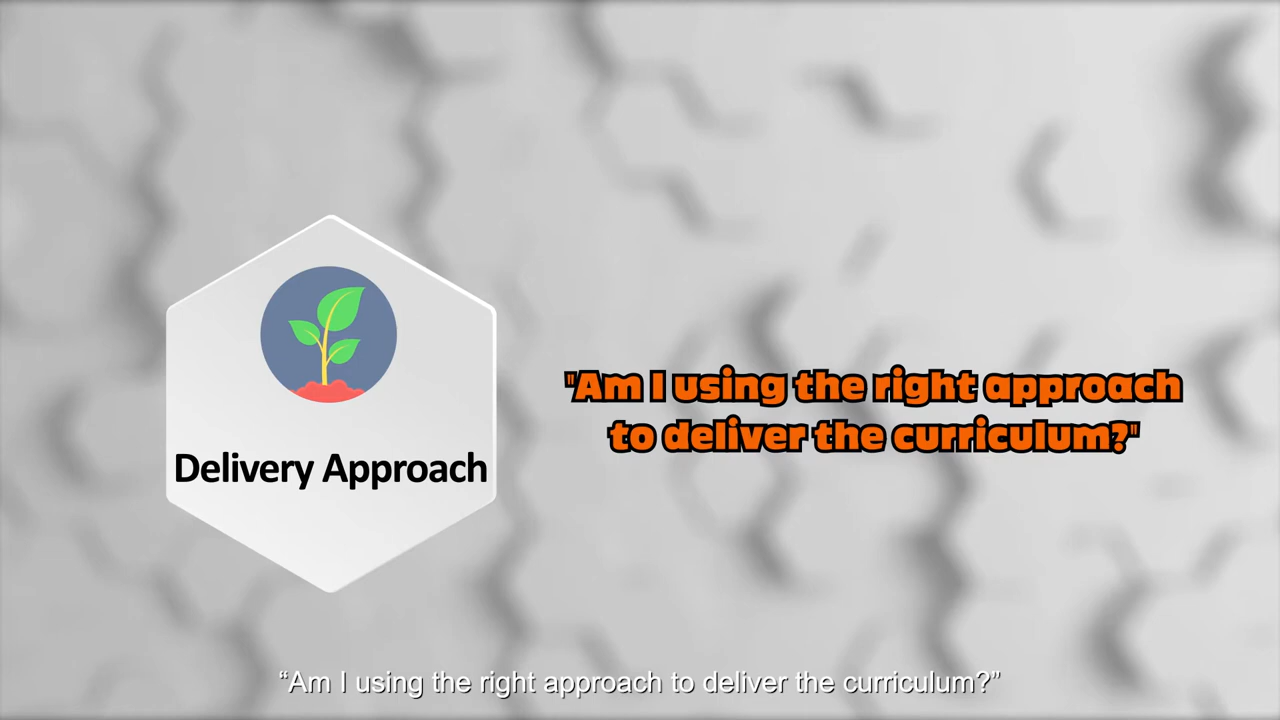 "Am I using the right approach
to deliver the curriculum?"
Delivery Approach
“Am I using the right approach to deliver the curriculum?”